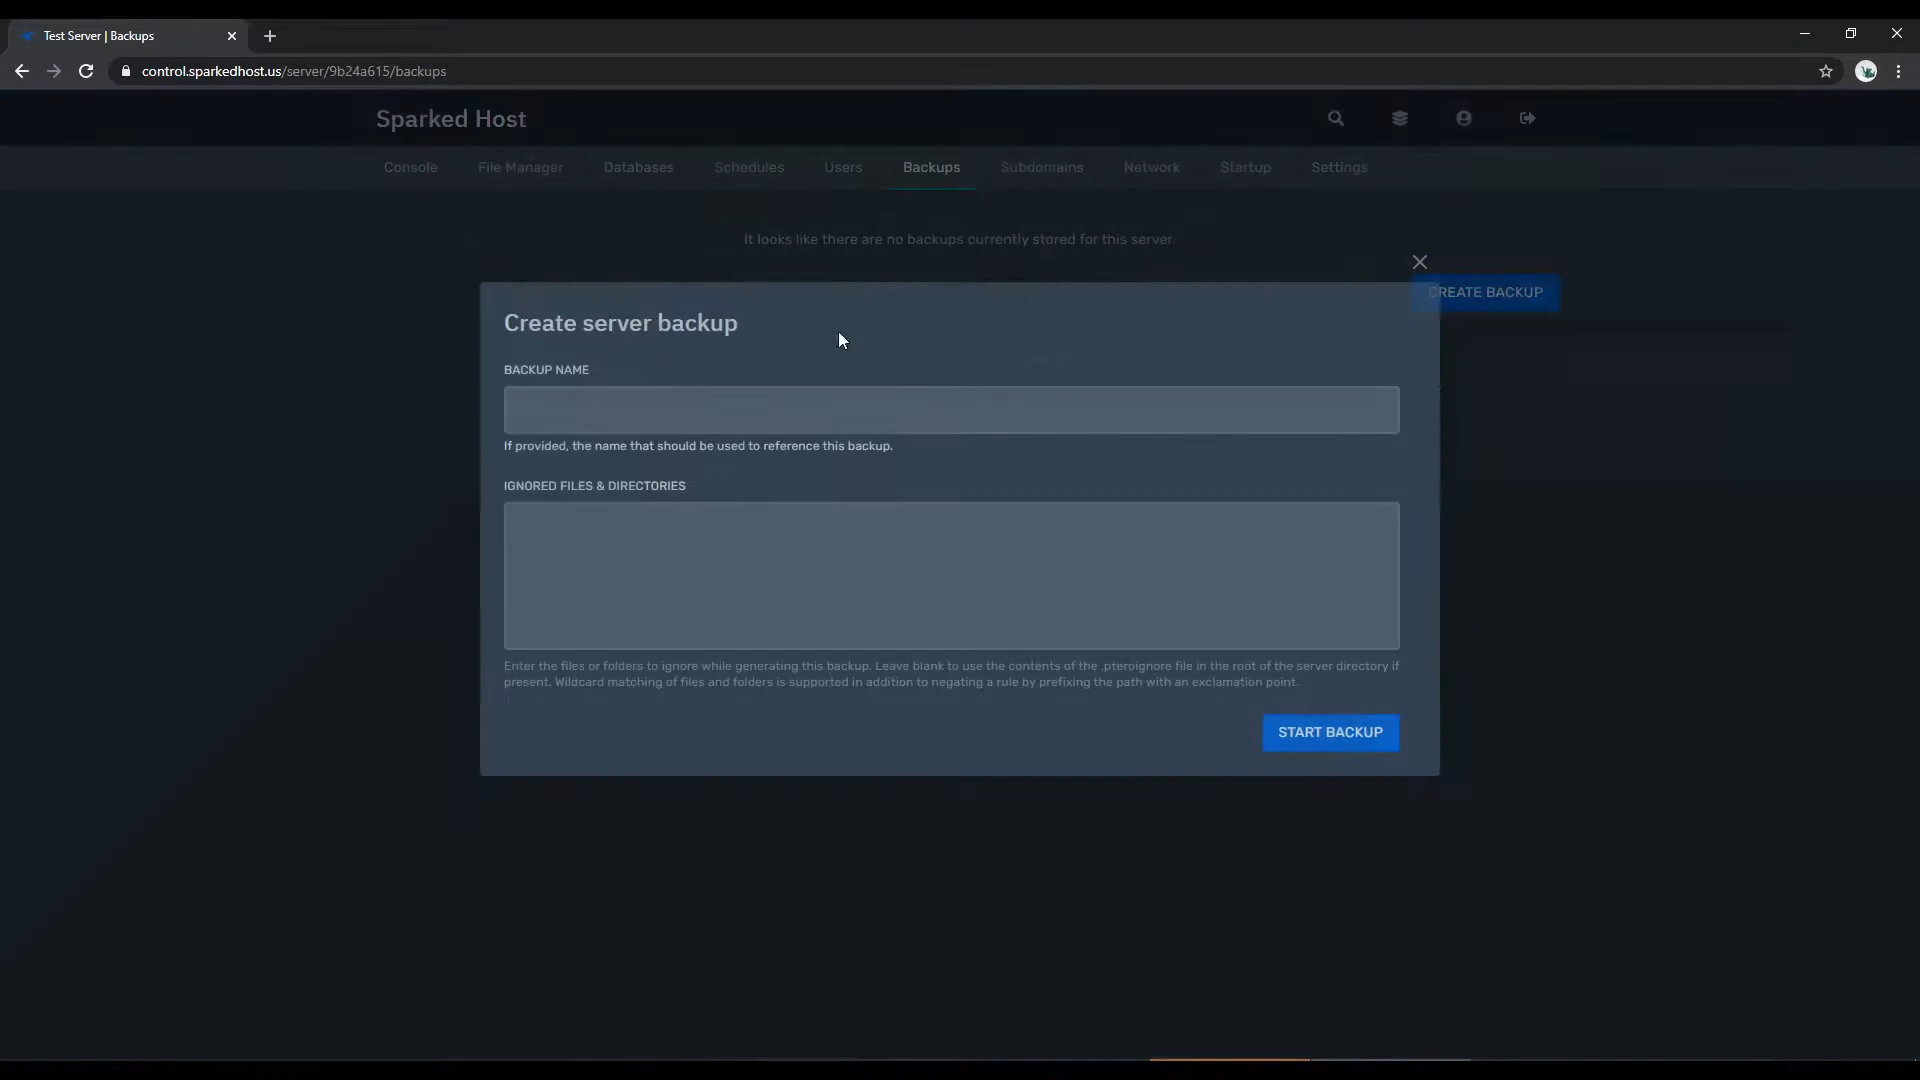 Test Server | Backups
control.sparkedhost.us/server/9b24a615/backups
Sparked Host
Console File Manager Databases Schedules Users Backups Subdomains Network Startup Settings
It looks like there are no backups currently stored for this server.
CREATE BACKUP
Create server backup
BACKUP NAME
If provided, the name that should be used to reference this backup.
IGNORED FILES & DIRECTORIES
Enter the files or folders to ignore while generating this backup. Leave blank to use the contents of the .pteroignore file in the root of the server directory if
present. Wildcard matching of files and folders is supported in addition to negating a rule by prefixing the path with an exclamation point.
START BACKUP